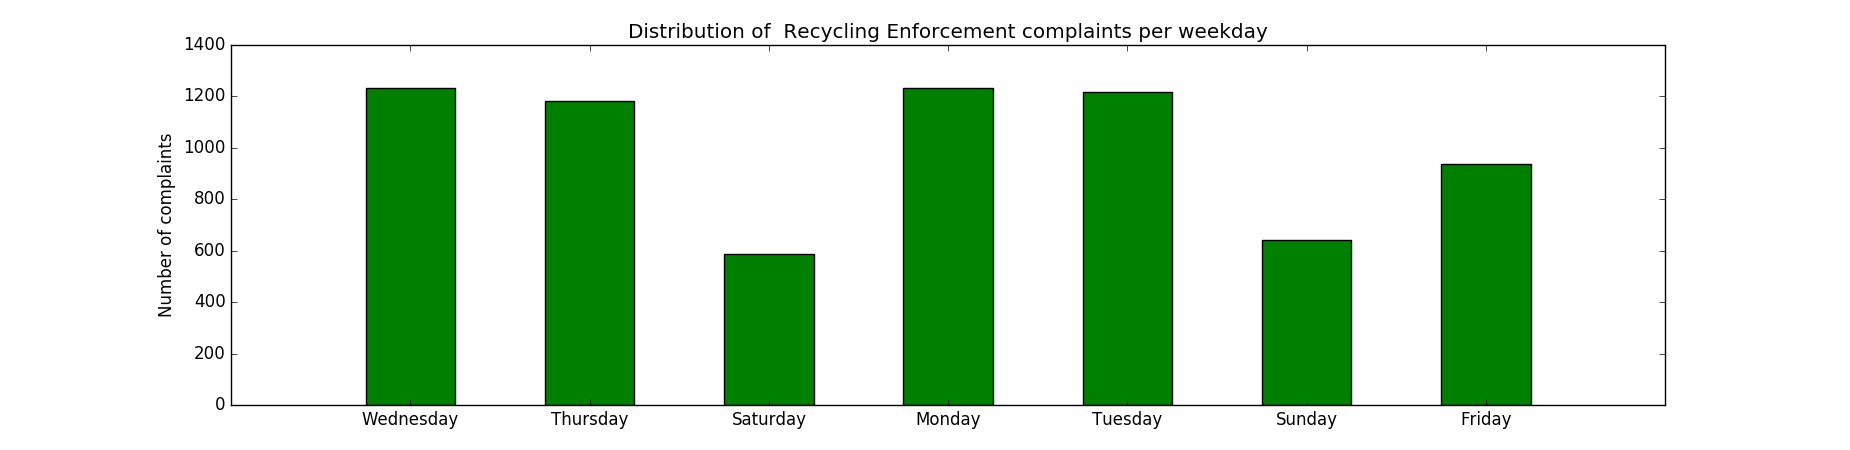 Distribution of  Recycling Enforcement complaints per weekday
Number of complaints
1400
1200
1000
800
600
400
200
0
Wednesday Thursday Saturday Monday Tuesday Sunday Friday